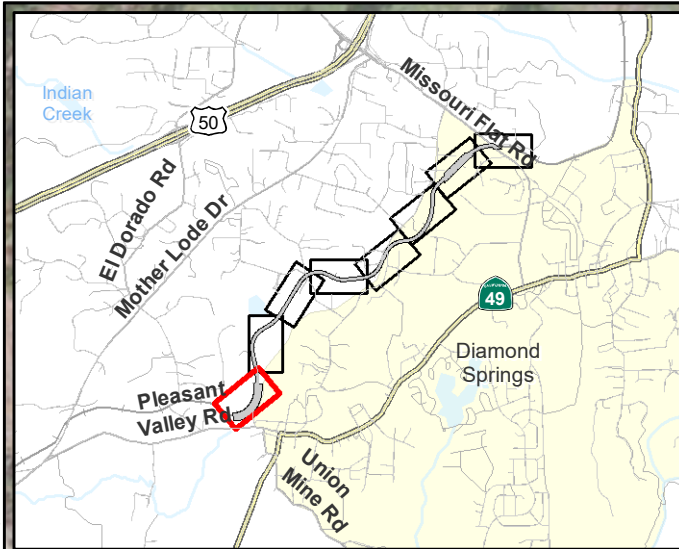 Missouri Flat Rd
Indian
Creek
50
El Dorado Rd
Mother Lode Dr
CALIFORNIA
49
Diamond
Springs
Pleasant
Valley Rd
Union
Mine Rd